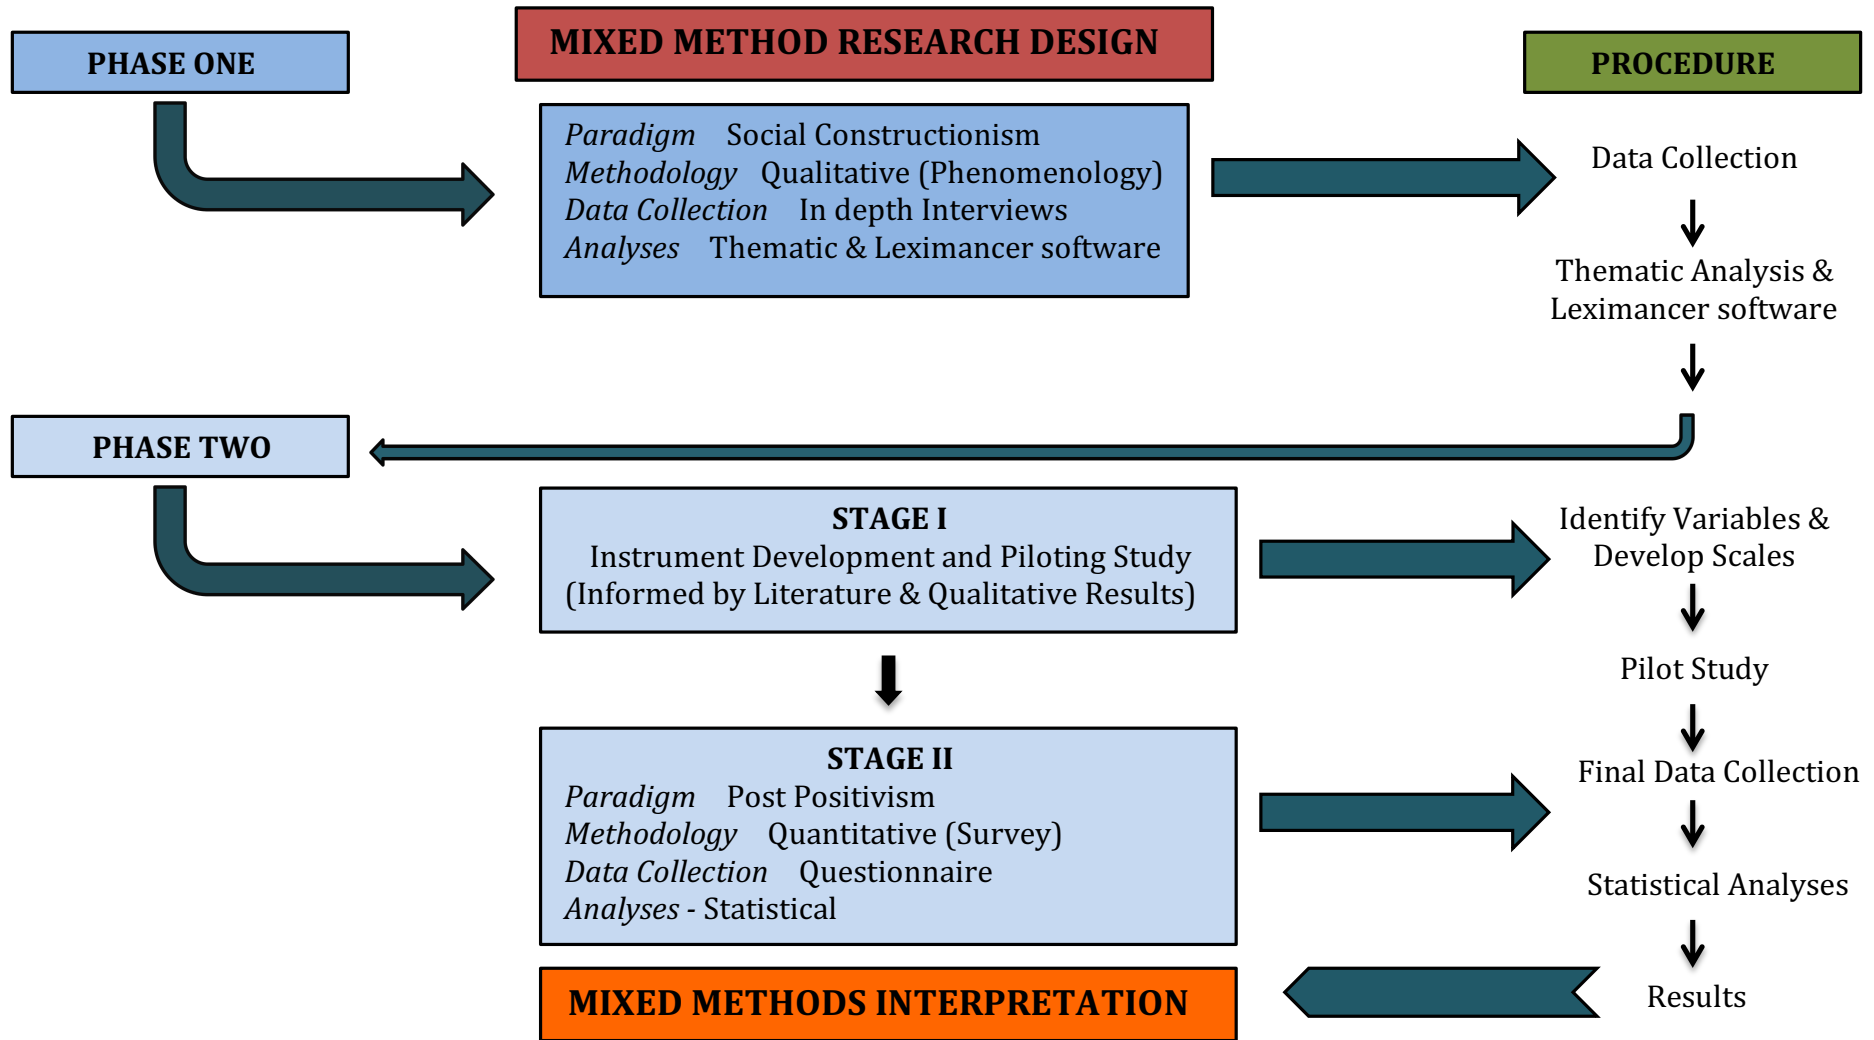 PHASE ONE
MIXED METHOD RESEARCH DESIGN
PROCEDURE
Paradigm Social Constructionism
Methodology Qualitative (Phenomenology)
Data Collection In depth Interviews
Analyses Thematic & Leximancer software
Data Collection
Thematic Analysis &
Leximancer software
PHASE TWO
STAGE I
Instrument Development and Piloting Study
(Informed by Literature & Qualitative Results)
Identify Variables &
Develop Scales
Pilot Study
STAGE II
Paradigm Post Positivism
Methodology Quantitative (Survey)
Data Collection Questionnaire
Analyses - Statistical
Final Data Collection
Statistical Analyses
Results
MIXED METHODS INTERPRETATION